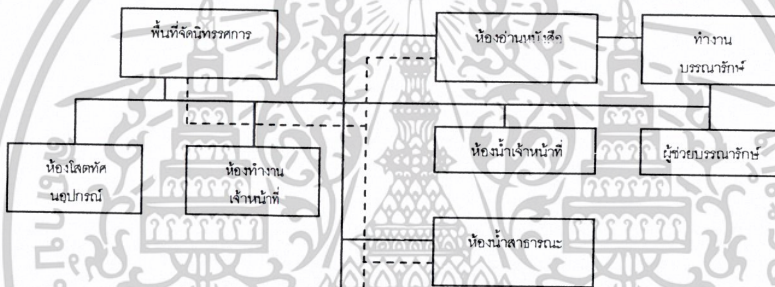 พื้นที่จัดนิทรรศการ
ห้องอ่านหนังสือ
ทำงาน
บรรณารักษ์
ห้องโสตทัศ
นอุปกรณ์
ห้องทำงาน
เจ้าหน้าที่
ห้องน้ำเจ้าหน้าที่
ผู้ช่วยบรรณารักษ์
ห้องน้ำสาธารณะ